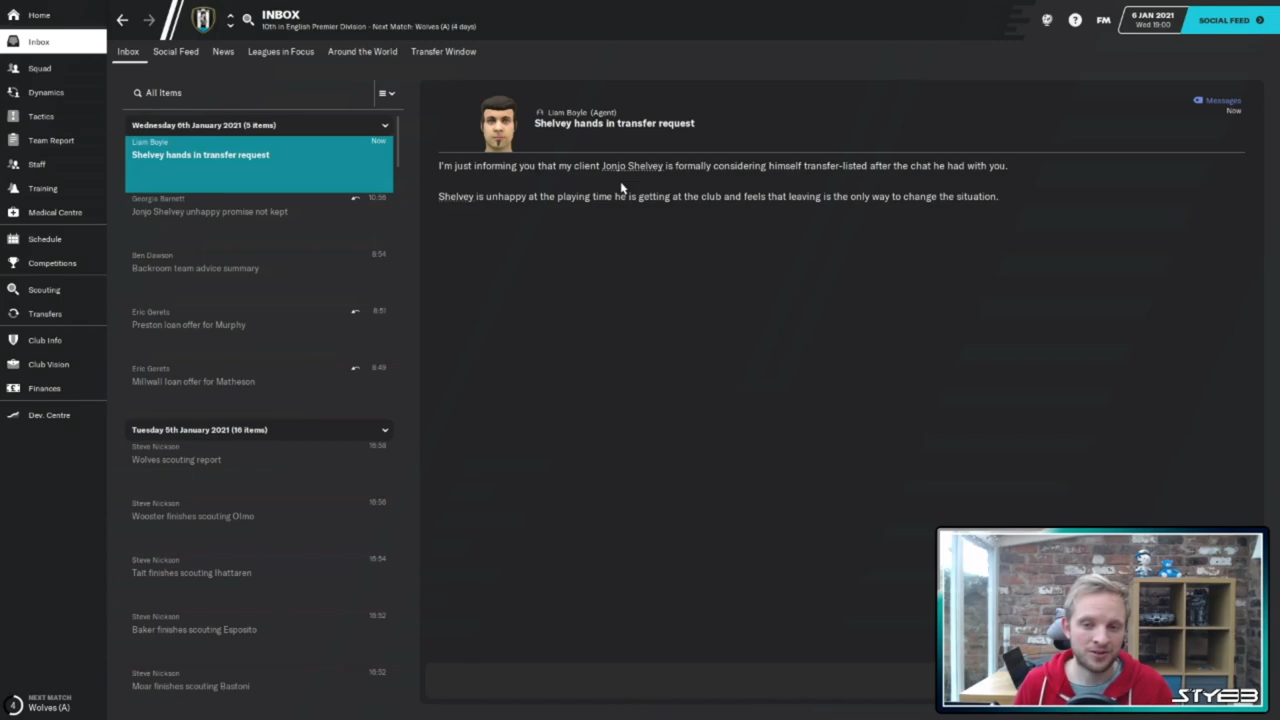 Home
Inbox
Squad
Dynamics
Tactics
Team Report
Staff
Training
Medical Centre
Schedule
Competitions
Scouting
Transfers
Club Info
Club Vision
Finances
Dev. Centre
4
NEXT MATCH
Wolves (A)
INBOX
10th in English Premier Division - Next Match: Wolves (A) (4 days)
?
FM
6 JAN 2021
Wed 19:00
SOCIAL FEED
Inbox
Social Feed
News
Leagues in Focus
Around the World
Transfer Window
All Items
Wednesday 6th January 2021 (5 items)
Liam Boyle
Now
Shelvey hands in transfer request
Georgia Barnett
10:56
Jonjo Shelvey unhappy promise not kept
Ben Dawson
8:54
Backroom team advice summary
Eric Gerets
8:51
Preston loan offer for Murphy
Eric Gerets
8:49
Millwall loan offer for Matheson
Tuesday 5th January 2021 (16 items)
Steve Nickson
16:58
Wolves scouting report
Steve Nickson
16:56
Wooster finishes scouting Olmo
Steve Nickson
16:54
Tait finishes scouting Ihattaren
Steve Nickson
16:52
Baker finishes scouting Esposito
Steve Nickson
16:52
Moar finishes scouting Bastoni
Liam Boyle (Agent)
Shelvey hands in transfer request
Messages
Now
I'm just informing you that my client Jonjo Shelvey is formally considering himself transfer-listed after the chat he had with you.
Shelvey is unhappy at the playing time he is getting at the club and feels that leaving is the only way to change the situation.
STYE3